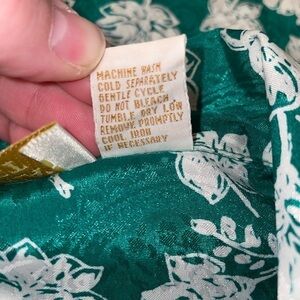 MACHINE WASH
COLD SEPARATELY
GENTLE CYCLE
DO NOT BLEACH
TUMBLE DRY LOW
REMOVE PROMPTLY
COOL IRON
IF NECESSARY